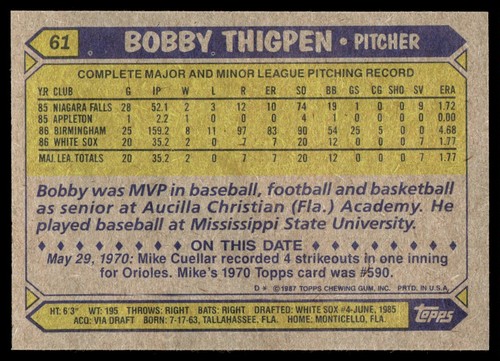 61 BOBBY THIGPEN • PITCHER
COMPLETE MAJOR AND MINOR LEAGUE PITCHING RECORD
YR CLUB G IP W L R ER SO BB GS CG SHO SV ERA
85 NIAGARA FALLS 28 52.1 2 3 12 10 74 19 0 0 0 9 1.72
85 APPLETON 1 2.2 1 0 0 0 4 1 0 0 0 0 0.00
86 BIRMINGHAM 25 159.2 8 11 97 83 90 54 25 5 0 0 4.68
86 WHITE SOX 20 35.2 2 0 7 7 20 12 0 0 0 7 1.77
MAJ. LEA. TOTALS 20 35.2 2 0 7 7 20 12 0 0 0 7 1.77
Bobby was MVP in baseball, football and basketball
as senior at Aucilla Christian (Fla.) Academy. He
played baseball at Mississippi State University.
ON THIS DATE
May 29, 1970: Mike Cuellar recorded 4 strikeouts in one inning
for Orioles. Mike's 1970 Topps card was #590.
D* ©1987 TOPPS CHEWING GUM, INC. PRTD. IN U.S.A.
HT: 6'3" WT: 195 THROWS: RIGHT BATS: RIGHT DRAFTED: WHITE SOX #4-JUNE, 1985
ACQ: VIA DRAFT BORN: 7-17-63, TALLAHASSEE, FLA. HOME: MONTICELLO, FLA.
Topps